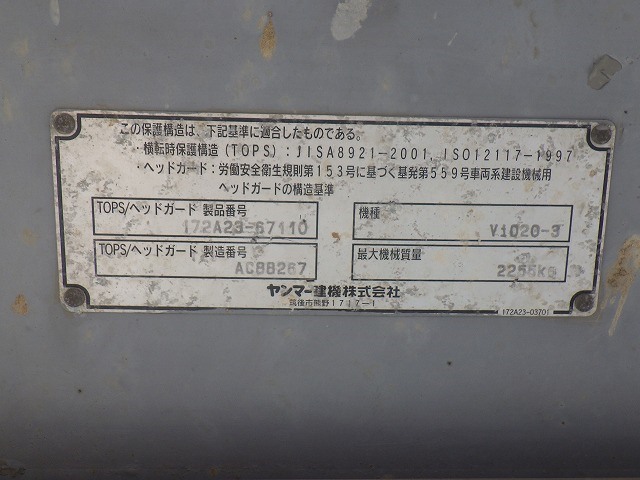 この保護構造は、下記基準に適合したものである。
・横転時保護構造(TOPS):JISA8921-2001, ISO12117-1997
・ヘッドガード:労働安全衛生規則第153号に基づく基発第559号車両系建設機械用
ヘッドガードの構造基準
TOPS/ヘッドガード 製品番号
172A23-67110
機種
ViO20-3
TOPS/ヘッドガード 製造番号
AC8B267
最大機械質量
2255kg
ヤンマー建機株式会社
筑後市熊野1717-1
172A23-03701